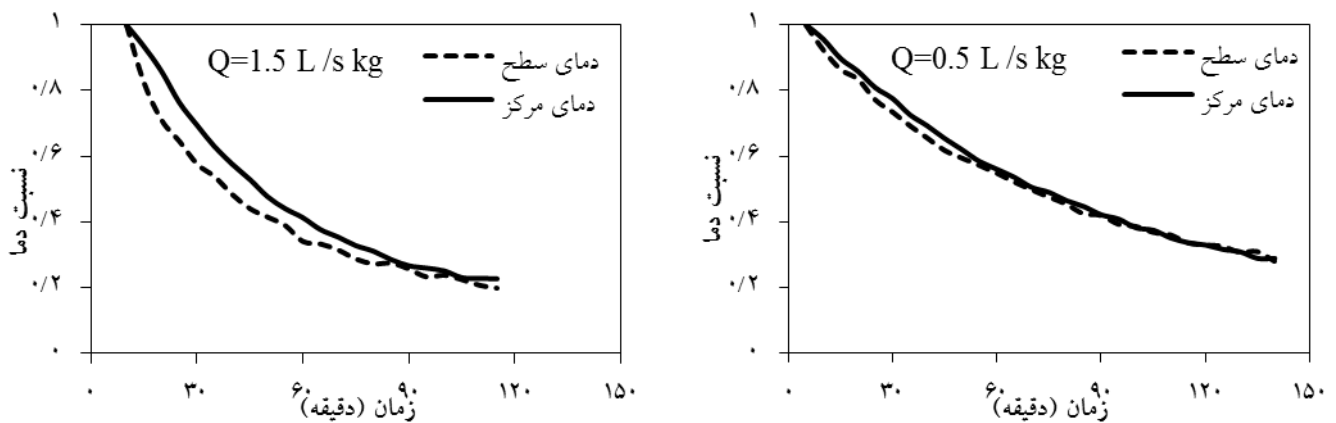 Q=1.5 L /s kg
دمای سطح
دمای مرکز
نسبت دما
۱
۰/۸
۰/۶
۰/۴
۰/۲
۰
۰ ۳۰ ۶۰ ۹۰ ۱۲۰ ۱۵۰
زمان (دقیقه)
Q=0.5 L /s kg
دمای سطح
دمای مرکز
نسبت دما
۱
۰/۸
۰/۶
۰/۴
۰/۲
۰
۰ ۳۰ ۶۰ ۹۰ ۱۲۰ ۱۵۰
زمان (دقیقه)